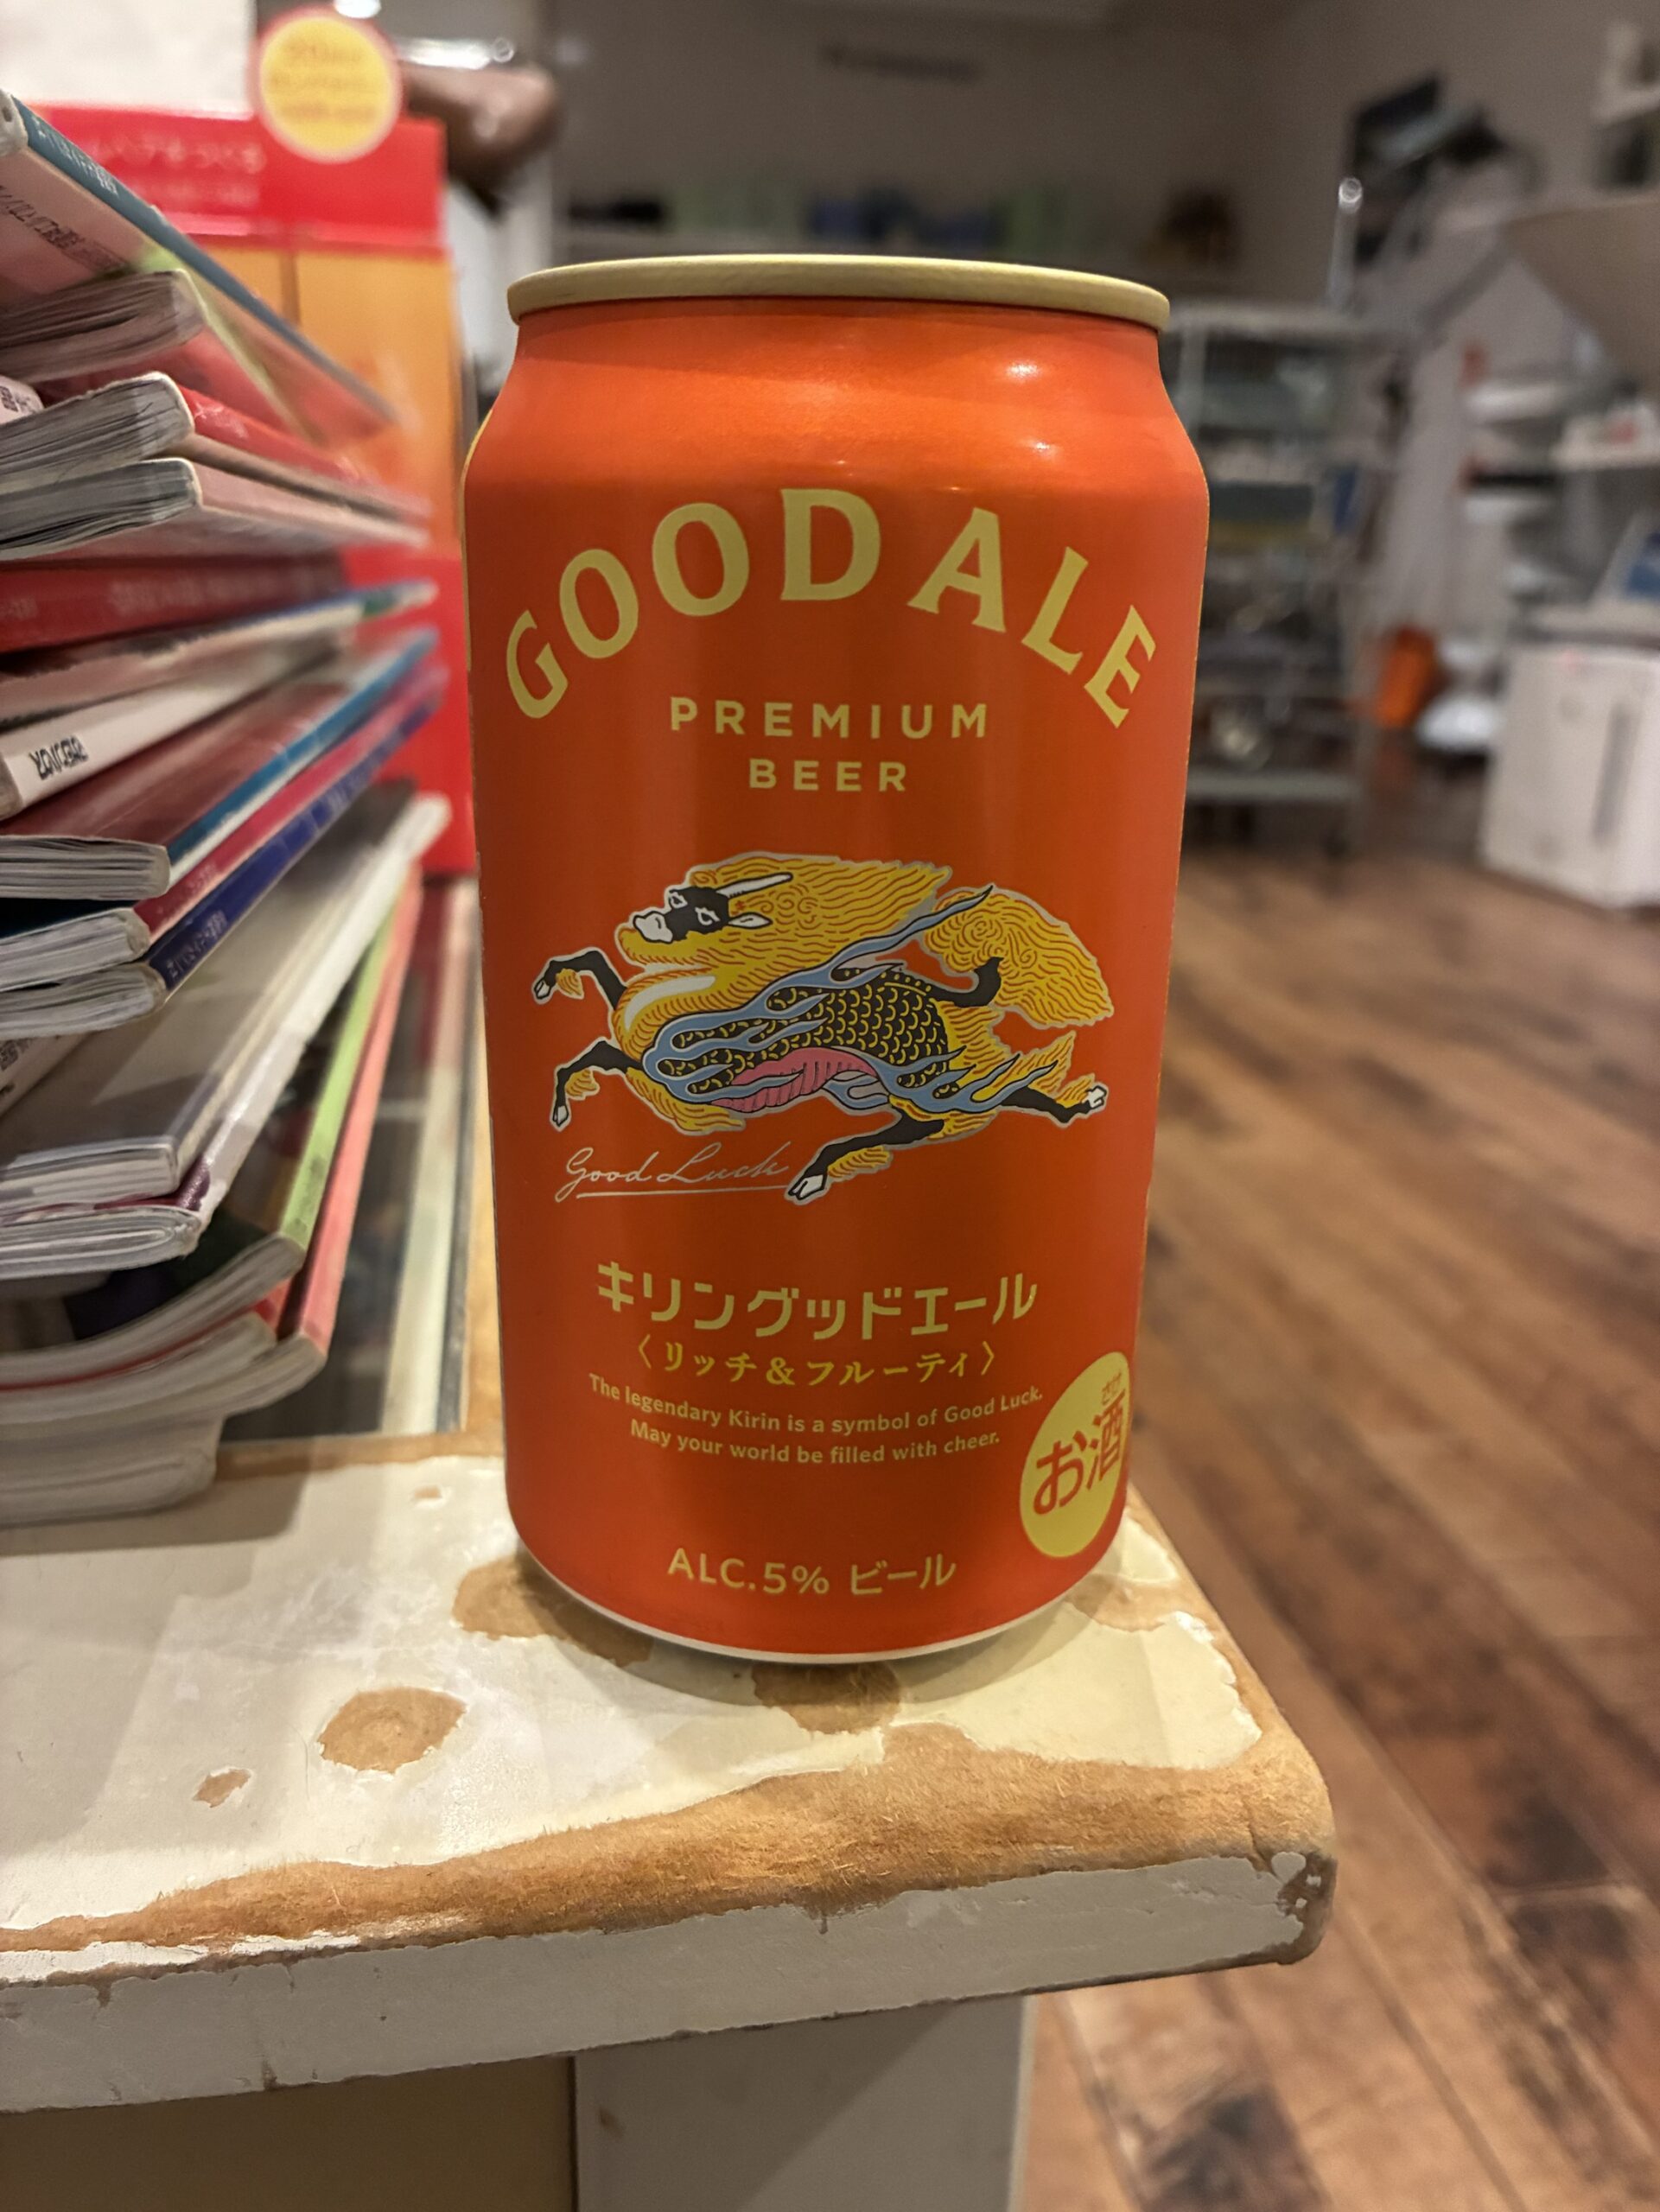 GOOD ALE
PREMIUM
BEER
Good Luck
キリングッドエール
〈リッチ&フルーティ〉
The legendary Kirin is a symbol of Good Luck.
May your world be filled with cheer.
お酒
ALC.5% ビール